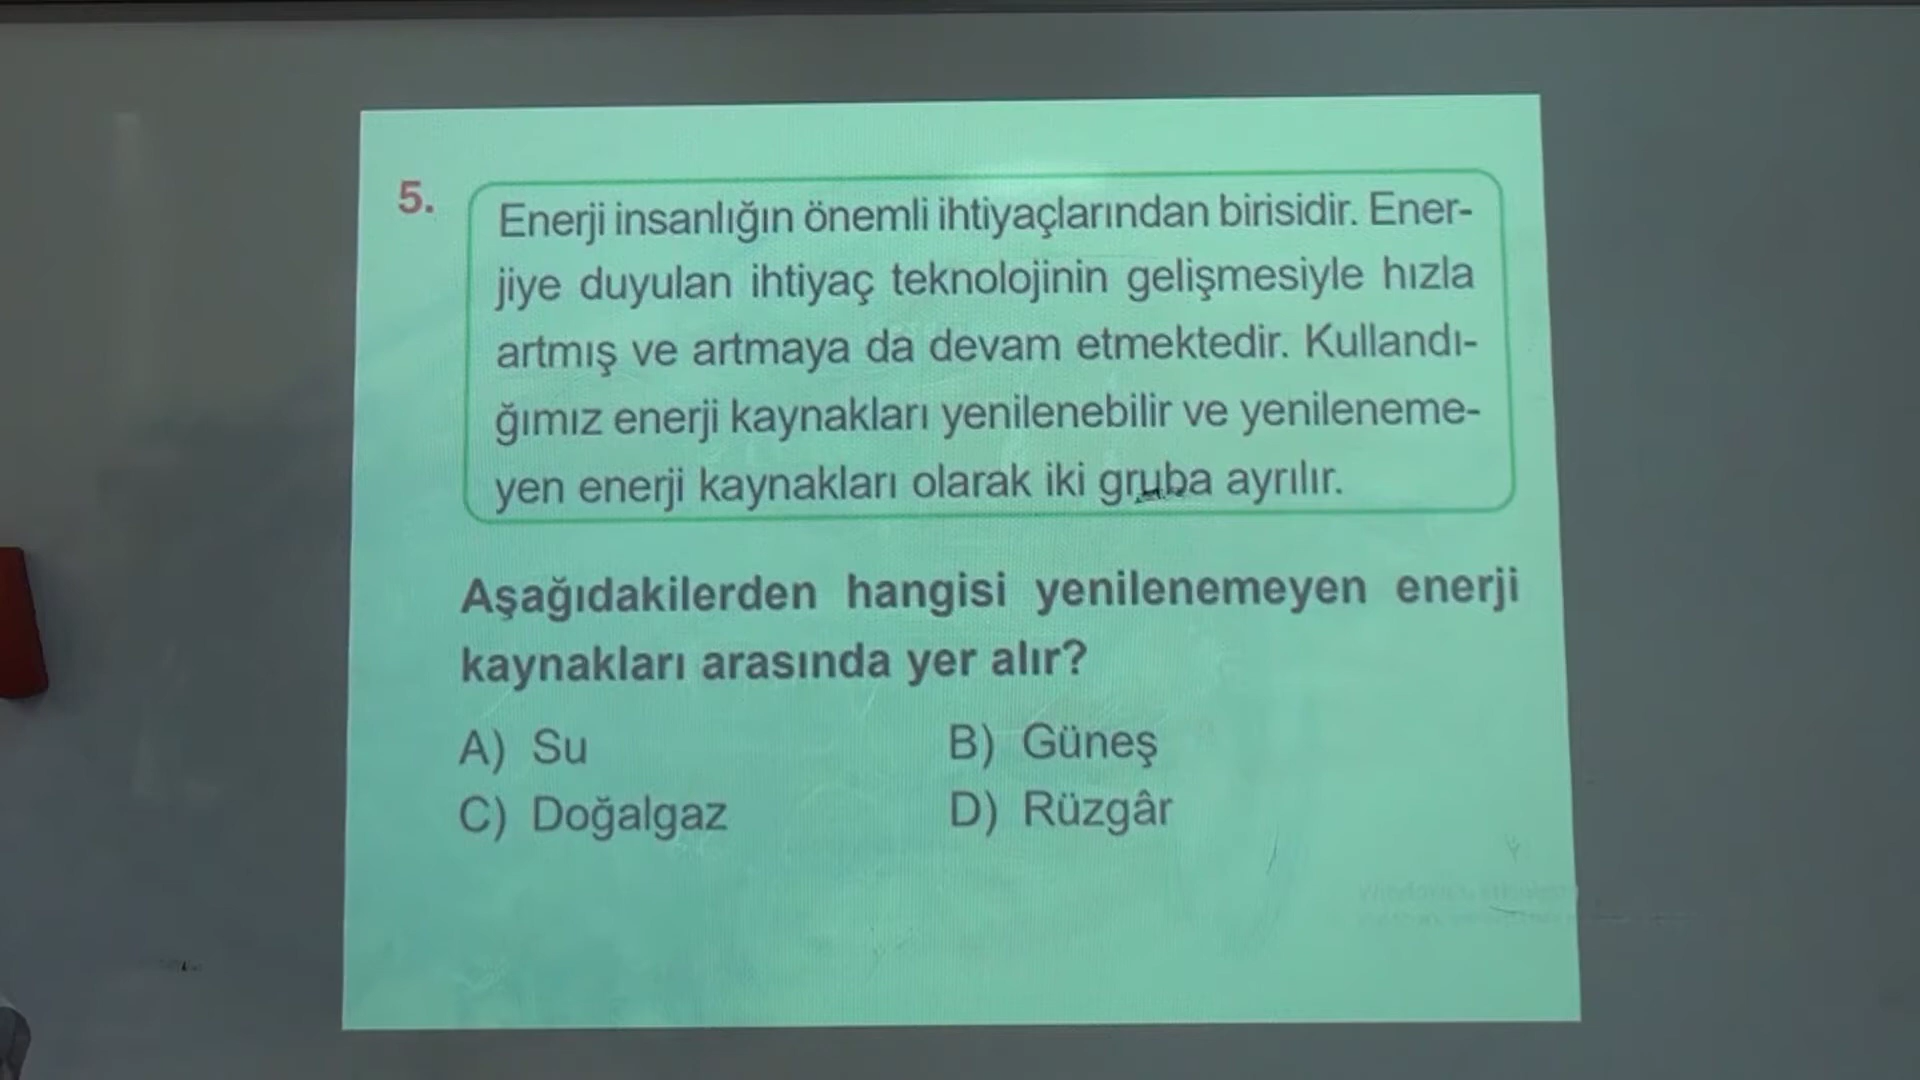 5.
Enerji insanlığın önemli ihtiyaçlarından birisidir. Ener-
jiye duyulan ihtiyaç teknolojinin gelişmesiyle hızla
artmış ve artmaya da devam etmektedir. Kullandı-
ğımız enerji kaynakları yenilenebilir ve yenileneme-
yen enerji kaynakları olarak iki gruba ayrılır.
Aşağıdakilerden hangisi yenilenemeyen enerji
kaynakları arasında yer alır?
A) Su
B) Güneş
C) Doğalgaz
D) Rüzgâr